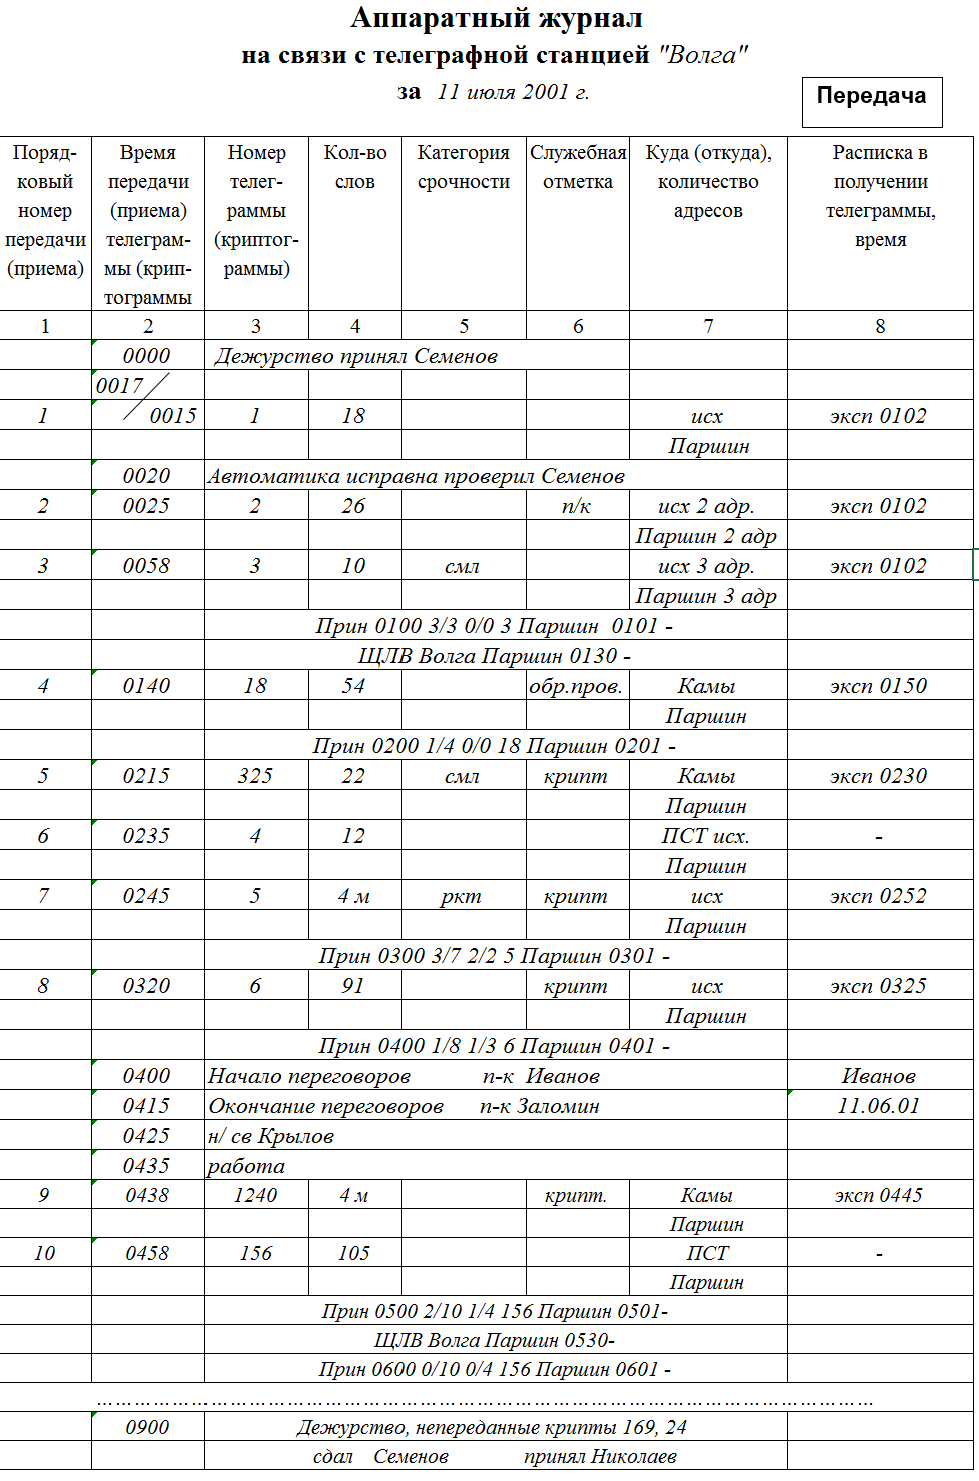 Аппаратный журнал
на связи с телеграфной станцией "Волга"
за 11 июля 2001 г.
Передача
Поряд-
ковый
номер
передачи
(приема)
Время
передачи
(приема)
телеграм-
мы (крип-
тограммы
Номер
телег-
раммы
(криптог-
раммы)
Кол-во
слов
Категория
срочности
Служебная
отметка
Куда (откуда),
количество
адресов
Расписка в
получении
телеграммы,
время
1 2 3 4 5 6 7 8
0000 Дежурство принял Семенов
0017
1 0015 1 18 исх эксп 0102
Паршин
0020 Автоматика исправна проверил Семенов
2 0025 2 26 п/к исх 2 адр. эксп 0102
Паршин 2 адр
3 0058 3 10 смл исх 3 адр. эксп 0102
Паршин 3 адр
Прин 0100 3/3 0/0 3 Паршин 0101 -
ЩЛВ Волга Паршин 0130 -
4 0140 18 54 обр.пров. Камы эксп 0150
Паршин
Прин 0200 1/4 0/0 18 Паршин 0201 -
5 0215 325 22 смл крипт Камы эксп 0230
Паршин
6 0235 4 12 ПСТ исх. -
Паршин
7 0245 5 4 м ркт крипт исх эксп 0252
Паршин
Прин 0300 3/7 2/2 5 Паршин 0301 -
8 0320 6 91 крипт исх эксп 0325
Паршин
Прин 0400 1/8 1/3 6 Паршин 0401 -
0400 Начало переговоров п-к Иванов Иванов
0415 Окончание переговоров п-к Заломин 11.06.01
0425 н/ св Крылов
0435 работа
9 0438 1240 4 м крипт. Камы эксп 0445
Паршин
10 0458 156 105 ПСТ -
Паршин
Прин 0500 2/10 1/4 156 Паршин 0501-
ЩЛВ Волга Паршин 0530-
Прин 0600 0/10 0/4 156 Паршин 0601 -
……………………………………………………………………………………
0900 Дежурство, непереданные крипты 169, 24
сдал Семенов принял Николаев